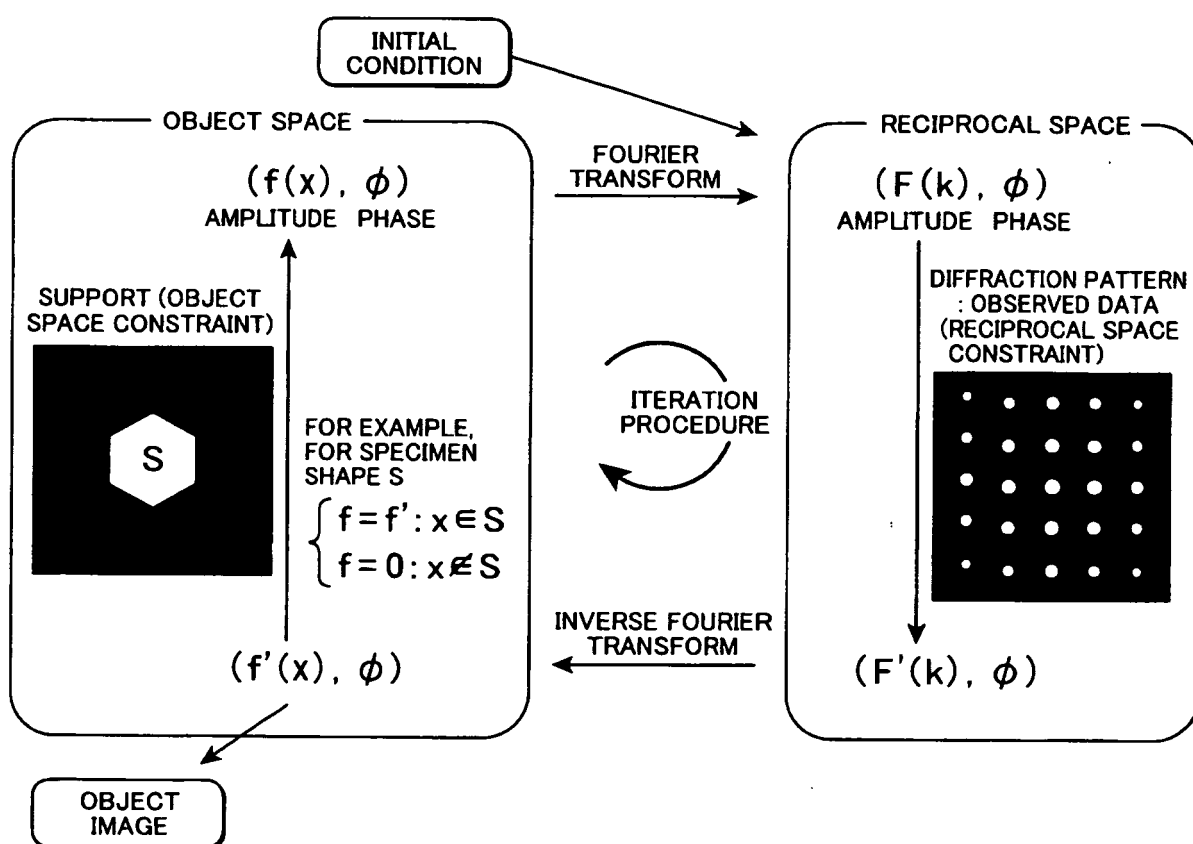 INITIAL
CONDITION
OBJECT SPACE
(f(x), ϕ)
AMPLITUDE PHASE
SUPPORT (OBJECT
SPACE CONSTRAINT)
S
FOR EXAMPLE,
FOR SPECIMEN
SHAPE S
f=f': x∈S
f=0: x∉S
(f'(x), ϕ)
OBJECT
IMAGE
FOURIER
TRANSFORM
ITERATION
PROCEDURE
INVERSE FOURIER
TRANSFORM
RECIPROCAL SPACE
(F(k), ϕ)
AMPLITUDE PHASE
DIFFRACTION PATTERN
: OBSERVED DATA
(RECIPROCAL SPACE
CONSTRAINT)
(F'(k), ϕ)